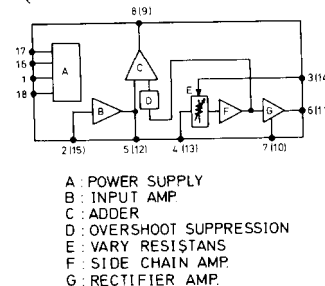 8(9)
17
16
1
18
A
C
D
B
E
F
G
3(14
6(11
2(15)
5(12)
4(13)
7(10)
A : POWER SUPPLY
B : INPUT AMP.
C : ADDER
D : OVERSHOOT SUPPRESSION
E : VARY RESISTANS
F : SIDE CHAIN AMP.
G : RECTIFIER AMP.